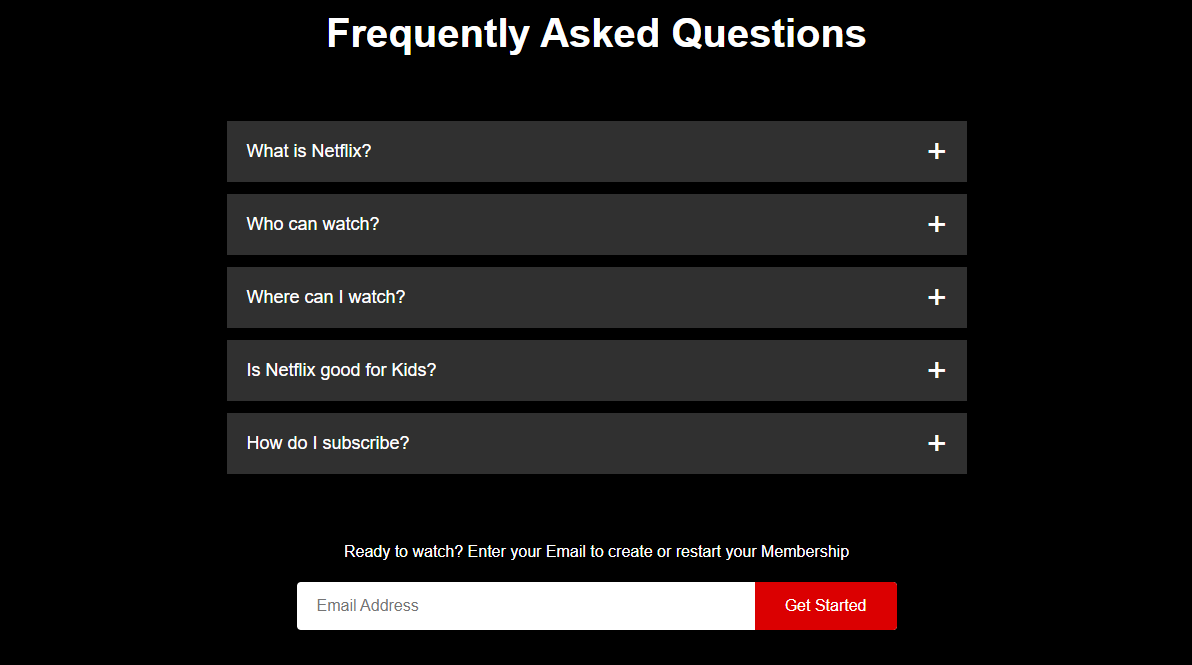 Frequently Asked Questions
What is Netflix?
Who can watch?
Where can I watch?
Is Netflix good for Kids?
How do I subscribe?
Ready to watch? Enter your Email to create or restart your Membership
Email Address
Get Started